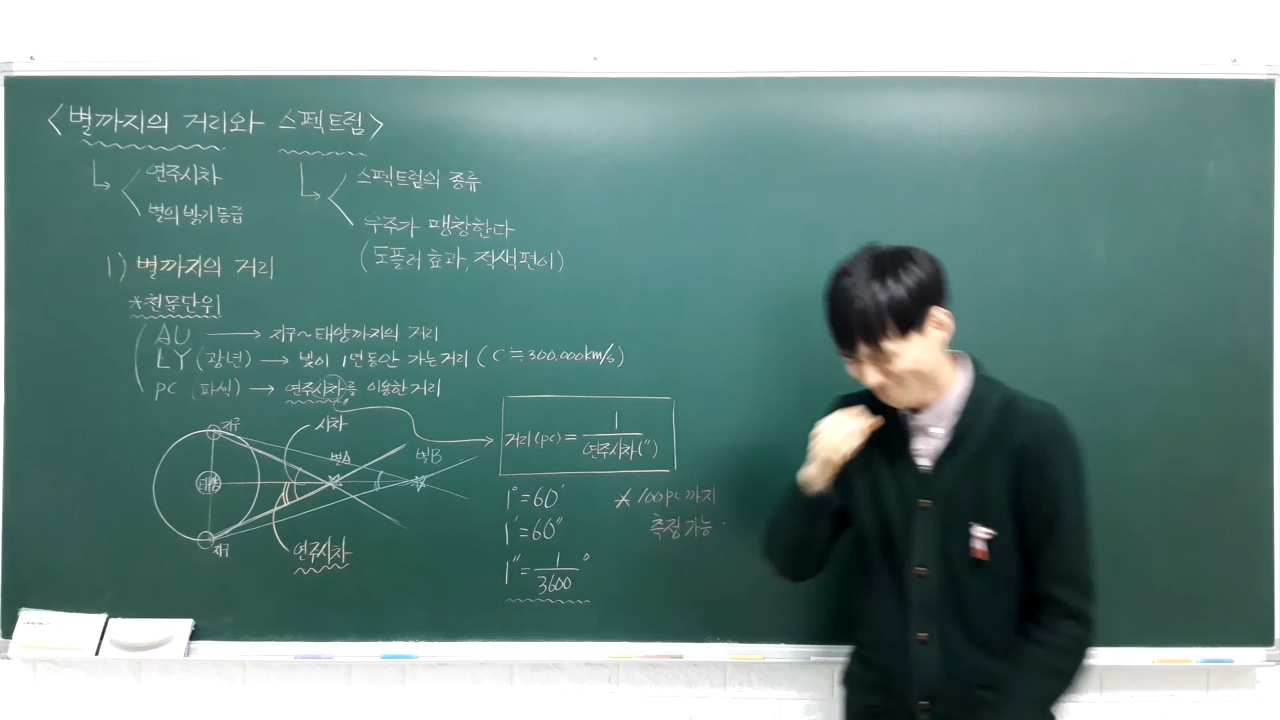 <별까지의 거리와 스펙트럼>
연주시차
별의 밝기등급
스펙트럼의 종류
우주가 팽창한다
(도플러 효과, 적색편이)
1) 별까지의 거리
*천문단위
AU → 지구~태양까지의 거리
LY (광년) → 빛이 1년동안 가는 거리 (C≒300,000km/s)
pc (파섹) → 연주시차를 이용한 거리
지구
시차
별A
별B
태양
지구
연주시차
거리(pc) = 1/연주시차(")
1°=60′
1′=60″
1″=1/3600°
* 100pc까지
측정가능